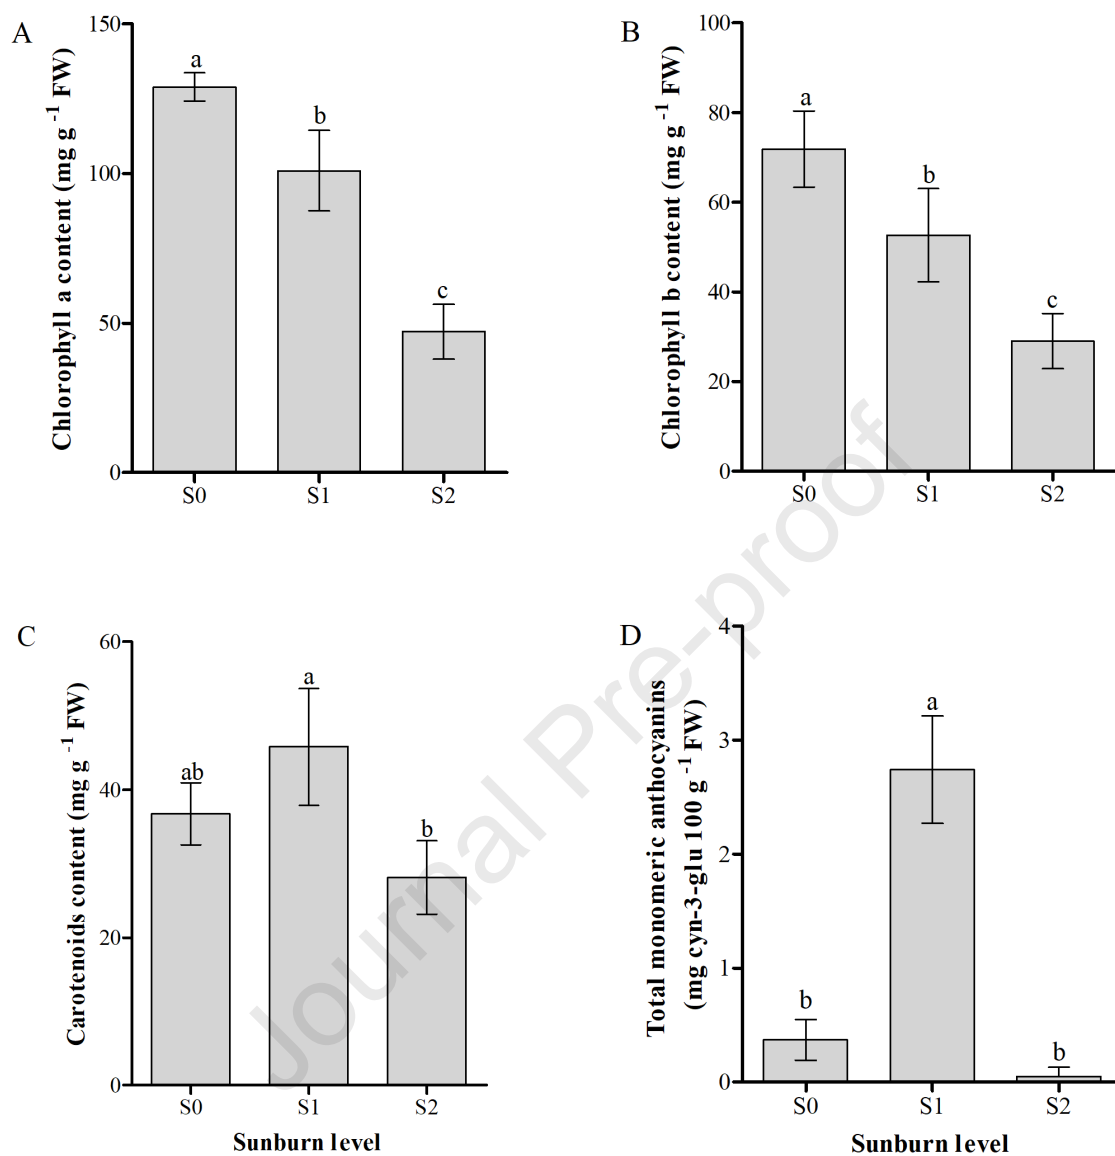 A
Chlorophyll a content (mg g -1 FW)
150
100
50
0
a
b
c
S0 S1 S2
B
Chlorophyll b content (mg g -1 FW)
100
80
60
40
20
0
a
b
c
S0 S1 S2
C
Carotenoids content (mg g -1 FW)
60
40
20
0
ab
a
b
S0 S1 S2
Sunburn level
D
Total monomeric anthocyanins
(mg cyn-3-glu 100 g -1 FW)
4
3
2
1
0
b
a
b
S0 S1 S2
Sunburn level
Journal Pre-proof